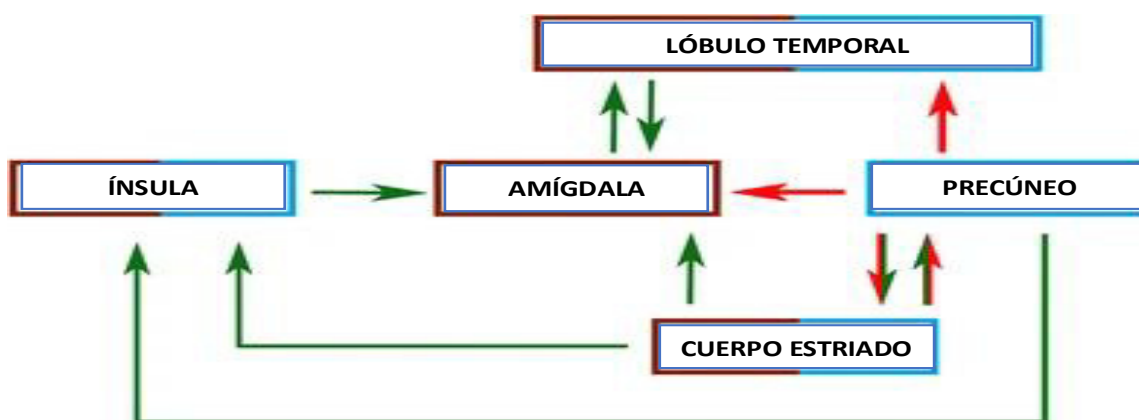 LÓBULO TEMPORAL
ÍNSULA
AMÍGDALA
PRECÚNEO
CUERPO ESTRIADO